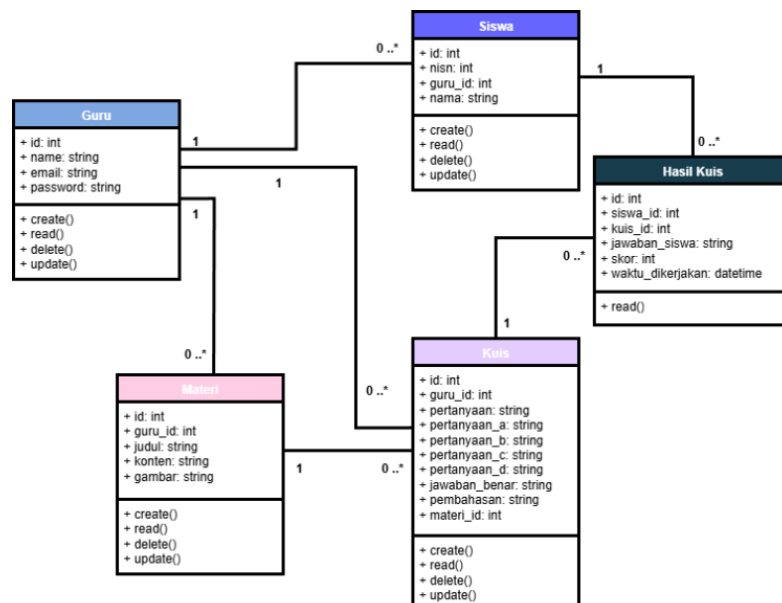 Siswa
+ id: int
+ nisn: int
+ guru_id: int
+ nama: string
+ create()
+ read()
+ delete()
+ update()
0 ..*
1
1
0 ..*
Guru
+ id: int
+ name: string
+ email: string
+ password: string
+ create()
+ read()
+ delete()
+ update()
1
1
Hasil Kuis
+ id: int
+ siswa_id: int
+ kuis_id: int
+ jawaban_siswa: string
+ skor: int
+ waktu_dikerjakan: datetime
+ read()
0 ..*
1
0 ..*
0 ..*
Materi
+ id: int
+ guru_id: int
+ judul: string
+ konten: string
+ gambar: string
+ create()
+ read()
+ delete()
+ update()
1
0 ..*
Kuis
+ id: int
+ guru_id: int
+ pertanyaan: string
+ pertanyaan_a: string
+ pertanyaan_b: string
+ pertanyaan_c: string
+ pertanyaan_d: string
+ jawaban_benar: string
+ pembahasan: string
+ materi_id: int
+ create()
+ read()
+ delete()
+ update()